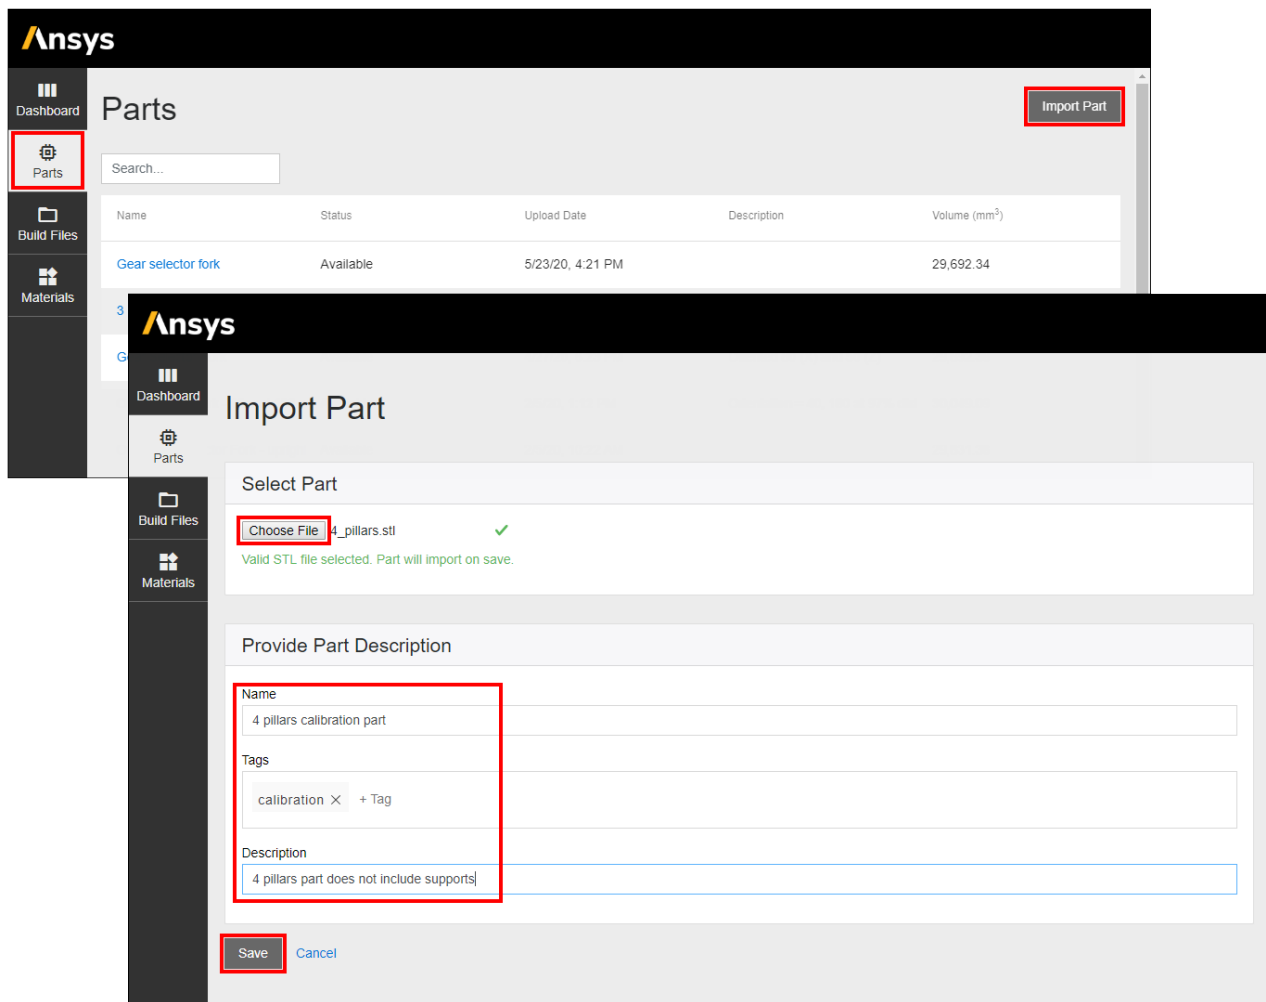 Ansys
Dashboard
Parts
Build Files
Materials
Parts
Import Part
Search...
Name Status Upload Date Description Volume (mm³)
Gear selector fork Available 5/23/20, 4:21 PM 29,692.34
3
Ansys
Dashboard
Parts
Build Files
Materials
Import Part
Select Part
Choose File 4_pillars.stl
Valid STL file selected. Part will import on save.
Provide Part Description
Name
4 pillars calibration part
Tags
calibration × + Tag
Description
4 pillars part does not include supports
Save Cancel